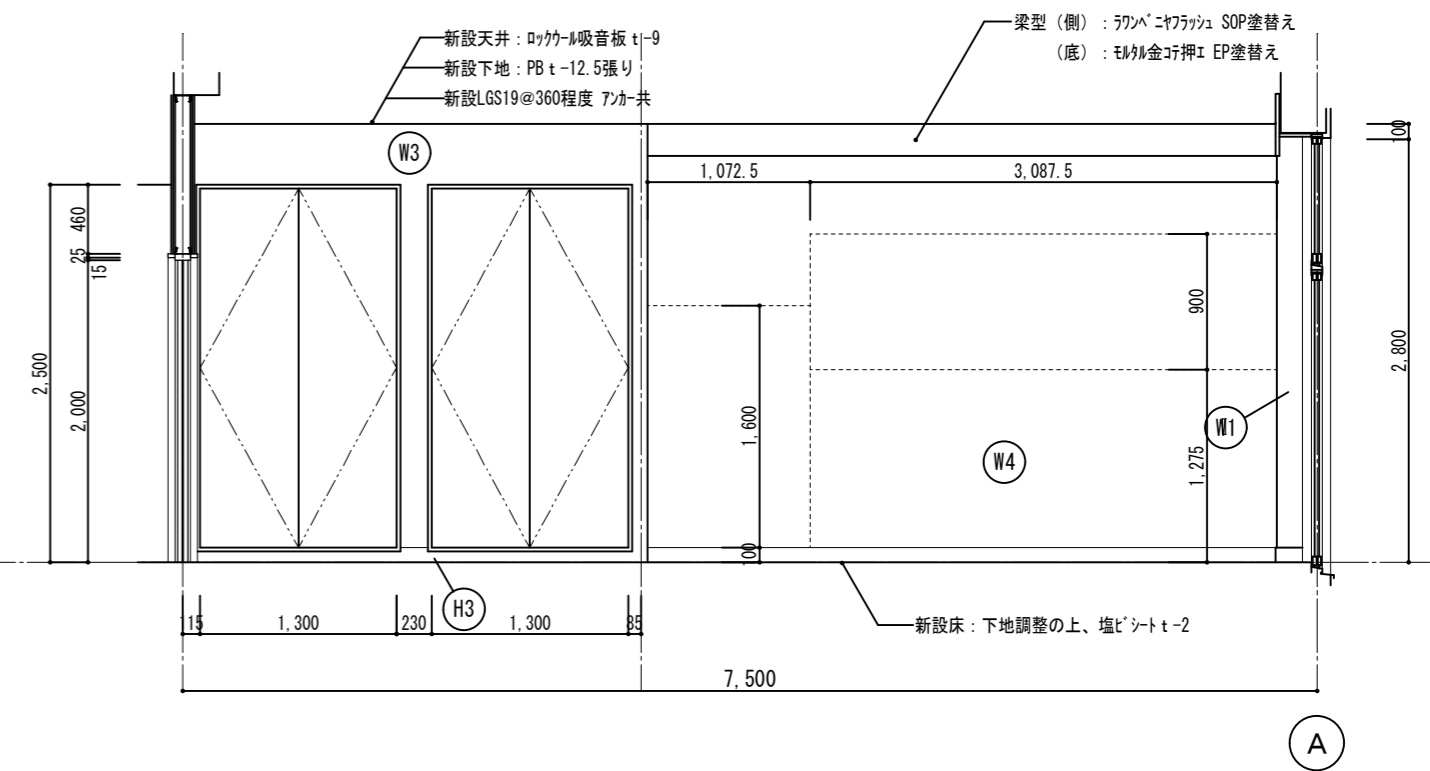 新設天井：ロックウール吸音板 t-9
新設下地：PB t-12.5張り
新設LGS19@360程度 アンカー共
梁型（側）：ラワンベニヤフラッシュ SOP塗替え
（底）：モルタル金コテ押エ EP塗替え
W3
1,072.5
3,087.5
100
460
25
15
2,500
2,000
900
2,800
1,600
1,275
W1
W4
100
H3
115
1,300
230
1,300
85
新設床：下地調整の上、塩ビシート t-2
7,500
A